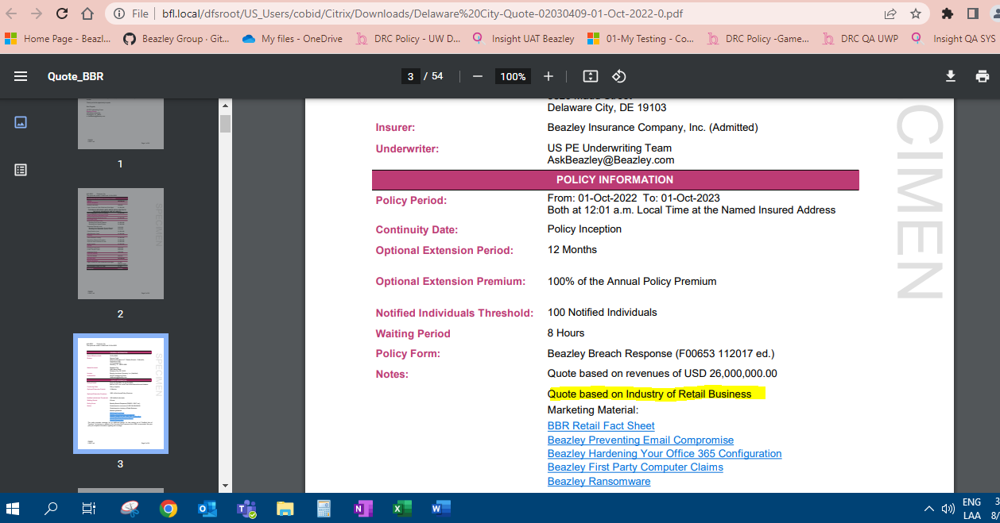 File | bfl.local/dfsroot/US_Users/cobid/Citrix/Downloads/Delaware%20City-Quote-02030409-01-Oct-2022-0.pdf
Home Page - Beazl... Beazley Group · Git... My files - OneDrive DRC Policy - UW D... Insight UAT Beazley 01-My Testing - Co... DRC Policy -Game... DRC QA UWP Insight QA SYS
Quote_BBR 3 / 54 100%
1
2
3
Delaware City, DE 19103
Insurer: Beazley Insurance Company, Inc. (Admitted)
Underwriter: US PE Underwriting Team
AskBeazley@Beazley.com
POLICY INFORMATION
Policy Period: From: 01-Oct-2022 To: 01-Oct-2023
Both at 12:01 a.m. Local Time at the Named Insured Address
Continuity Date: Policy Inception
Optional Extension Period: 12 Months
Optional Extension Premium: 100% of the Annual Policy Premium
Notified Individuals Threshold: 100 Notified Individuals
Waiting Period 8 Hours
Policy Form: Beazley Breach Response (F00653 112017 ed.)
Notes: Quote based on revenues of USD 26,000,000.00
Quote based on Industry of Retail Business
Marketing Material:
BBR Retail Fact Sheet
Beazley Preventing Email Compromise
Beazley Hardening Your Office 365 Configuration
Beazley First Party Computer Claims
Beazley Ransomware
CIMEN
ENG
LAA